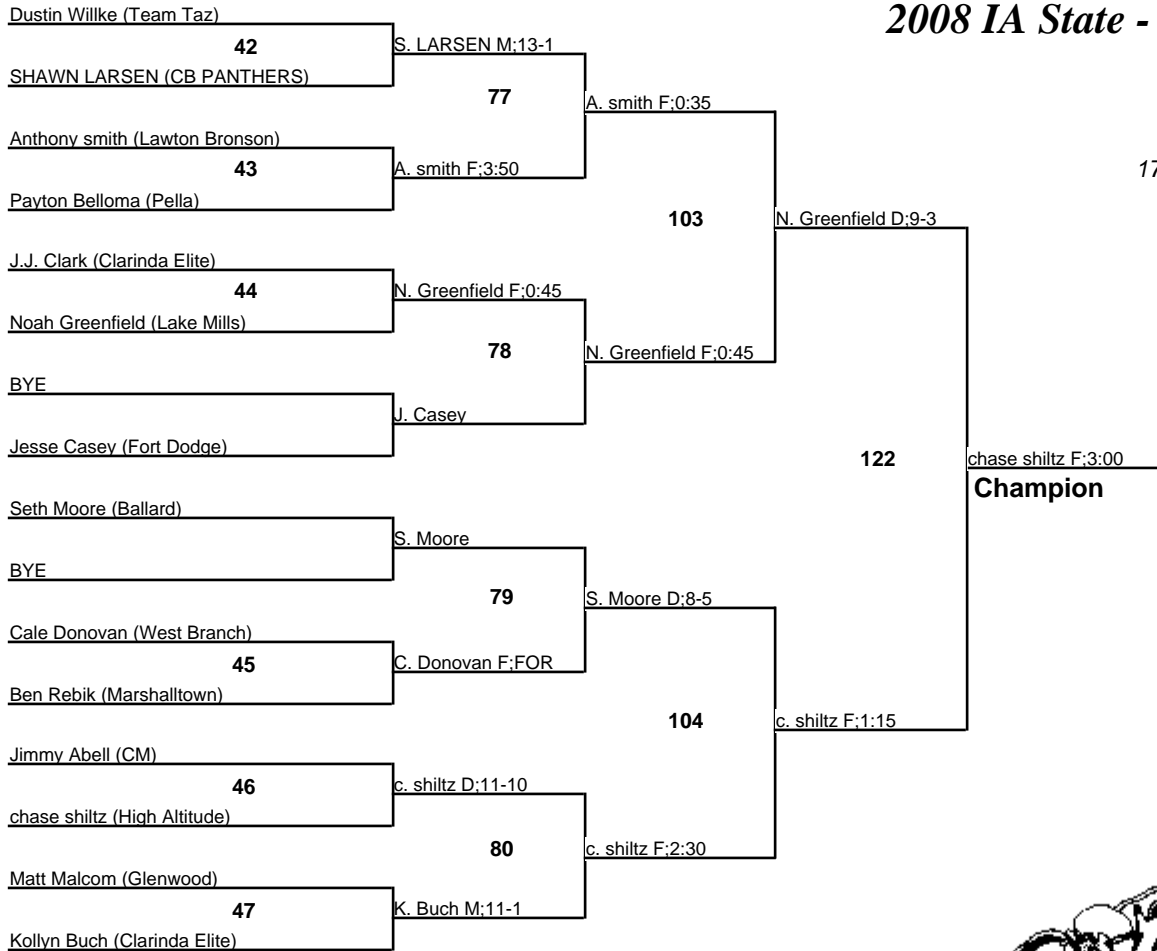 2008 IA State -
17
Dustin Willke (Team Taz)
42
SHAWN LARSEN (CB PANTHERS)
S. LARSEN M;13-1
77
Anthony smith (Lawton Bronson)
43
Payton Belloma (Pella)
A. smith F;3:50
A. smith F;0:35
103
J.J. Clark (Clarinda Elite)
44
Noah Greenfield (Lake Mills)
N. Greenfield F;0:45
78
BYE
Jesse Casey (Fort Dodge)
J. Casey
N. Greenfield F;0:45
N. Greenfield D;9-3
122
chase shiltz F;3:00
Champion
Seth Moore (Ballard)
BYE
S. Moore
79
Cale Donovan (West Branch)
45
Ben Rebik (Marshalltown)
C. Donovan F;FOR
S. Moore D;8-5
104
c. shiltz F;1:15
Jimmy Abell (CM)
46
chase shiltz (High Altitude)
c. shiltz D;11-10
80
c. shiltz F;2:30
Matt Malcom (Glenwood)
47
Kollyn Buch (Clarinda Elite)
K. Buch M;11-1